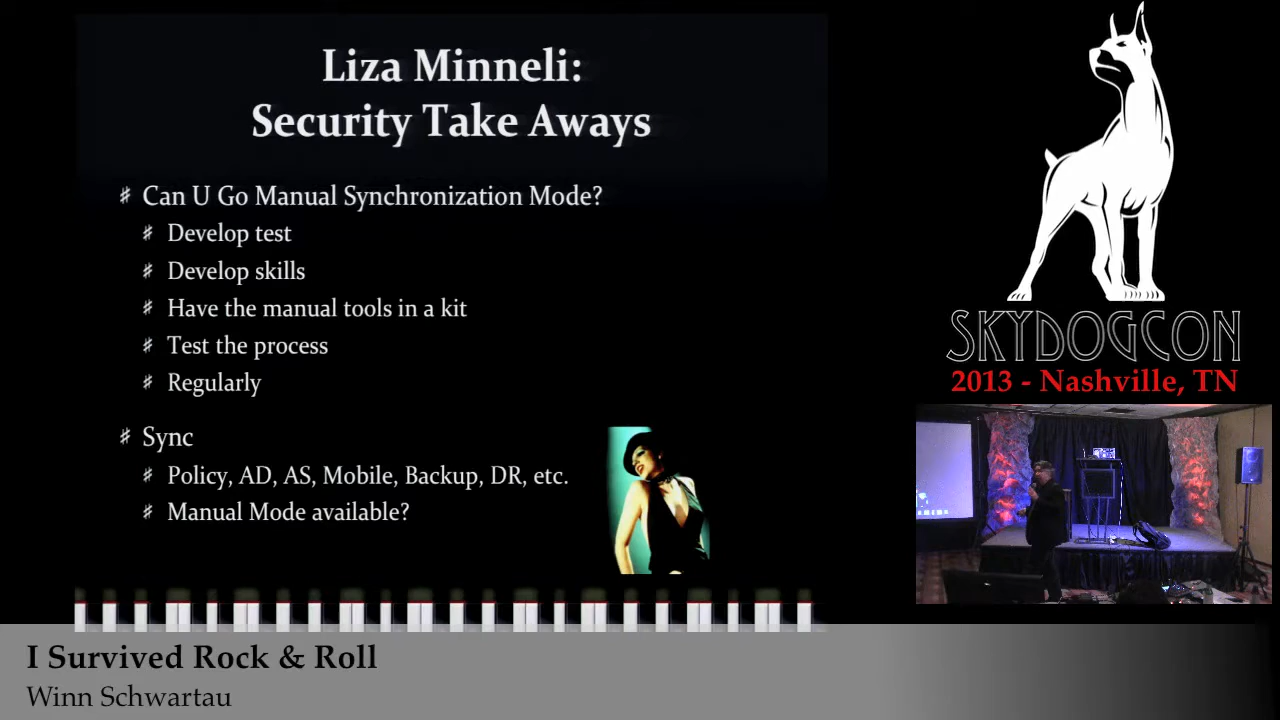 Liza Minneli:
Security Take Aways
Can U Go Manual Synchronization Mode?
Develop test
Develop skills
Have the manual tools in a kit
Test the process
Regularly
Sync
Policy, AD, AS, Mobile, Backup, DR, etc.
Manual Mode available?
SKYDOGCON
2013 - Nashville, TN
I Survived Rock & Roll
Winn Schwartau